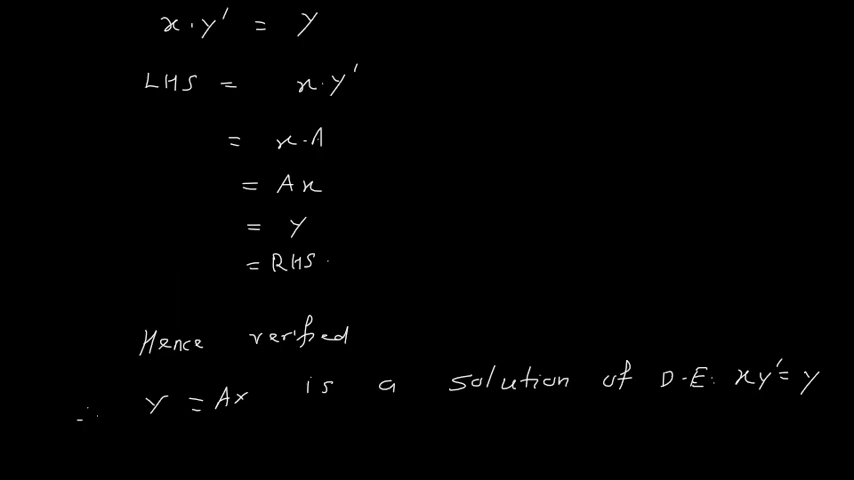 x · y' = y
LHS = x · y'
= x · A
= Ax
= y
= RHS .
Hence verified
∴ y = Ax is a solution of D.E: xy' = y